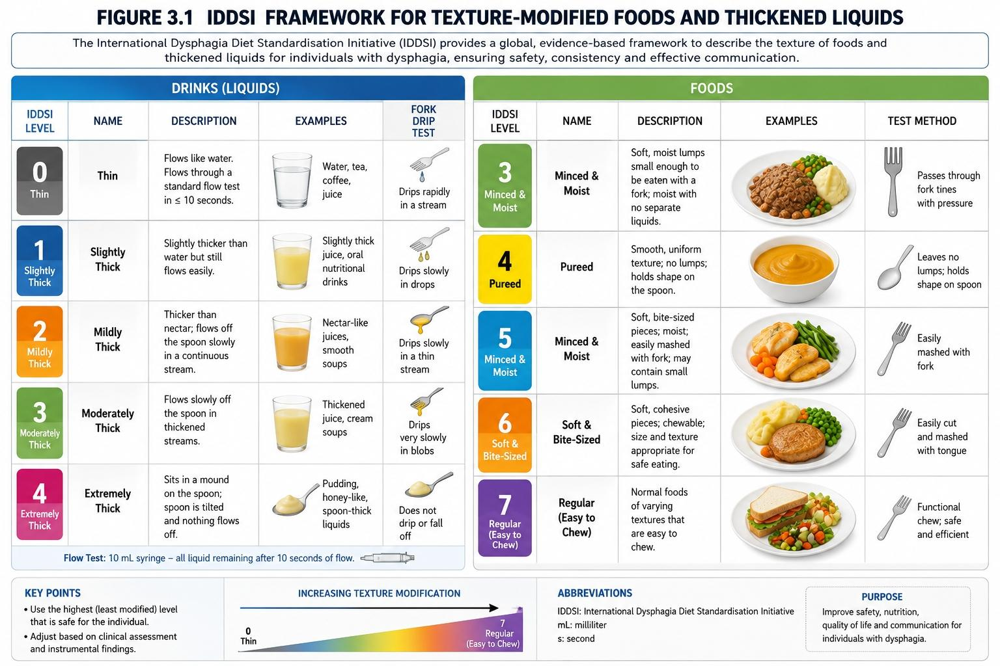 FIGURE 3.1 IDDSI FRAMEWORK FOR TEXTURE-MODIFIED FOODS AND THICKENED LIQUIDS
The International Dysphagia Diet Standardisation Initiative (IDDSI) provides a global, evidence-based framework to describe the texture of foods and
thickened liquids for individuals with dysphagia, ensuring safety, consistency and effective communication.
DRINKS (LIQUIDS)
IDDSI
LEVEL
NAME
DESCRIPTION
EXAMPLES
FORK
DRIP
TEST
0
Thin
Thin
Flows like water.
Flows through a
standard flow test
in ≤ 10 seconds.
Water, tea,
coffee,
juice
Drips rapidly
in a stream
1
Slightly
Thick
Slightly
Thick
Slightly thicker than
water but still
flows easily.
Slightly thick
juice, oral
nutritional
drinks
Drips slowly
in drops
2
Mildly
Thick
Mildly
Thick
Thicker than
nectar; flows off
the spoon slowly
in a continuous
stream.
Nectar-like
juices,
smooth
soups
Drips slowly
in a thin
stream
3
Moderately
Thick
Moderately
Thick
Flows slowly off
the spoon in
thickened
streams.
Thickened
juice, cream
soups
Drips
very slowly
in blobs
4
Extremely
Thick
Extremely
Thick
Sits in a mound
on the spoon;
spoon is tilted
and nothing flows
off.
Pudding,
honey-like,
spoon-thick
liquids
Does not
drip or fall
off
Flow Test: 10 mL syringe – all liquid remaining after 10 seconds of flow.
FOODS
IDDSI
LEVEL
NAME
DESCRIPTION
EXAMPLES
TEST METHOD
3
Minced &
Moist
Minced &
Moist
Soft, moist lumps
small enough to
be eaten with a
fork; moist with
no separate
liquids.
Passes through
fork tines
with pressure
4
Pureed
Pureed
Smooth, uniform
texture; no lumps;
holds shape on
the spoon.
Leaves no
lumps; holds
shape on spoon
5
Minced &
Moist
Minced &
Moist
Soft, bite-sized
pieces; moist;
easily mashed
with fork; may
contain small
lumps.
Easily
mashed with
fork
6
Soft &
Bite-Sized
Soft &
Bite-Sized
Soft, cohesive
pieces; chewable;
size and texture
appropriate for
safe eating.
Easily cut
and mashed
with tongue
7
Regular
(Easy to
Chew)
Regular
(Easy to
Chew)
Normal foods
of varying
textures that
are easy to
chew.
Functional
chew; safe
and efficient
KEY POINTS
• Use the highest (least modified) level
that is safe for the individual.
• Adjust based on clinical assessment
and instrumental findings.
INCREASING TEXTURE MODIFICATION
0
Thin
7
Regular
(Easy to Chew)
ABBREVIATIONS
IDDSI: International Dysphagia Diet Standardisation Initiative
mL: milliliter
s: second
PURPOSE
Improve safety, nutrition,
quality of life and communication for
individuals with dysphagia.